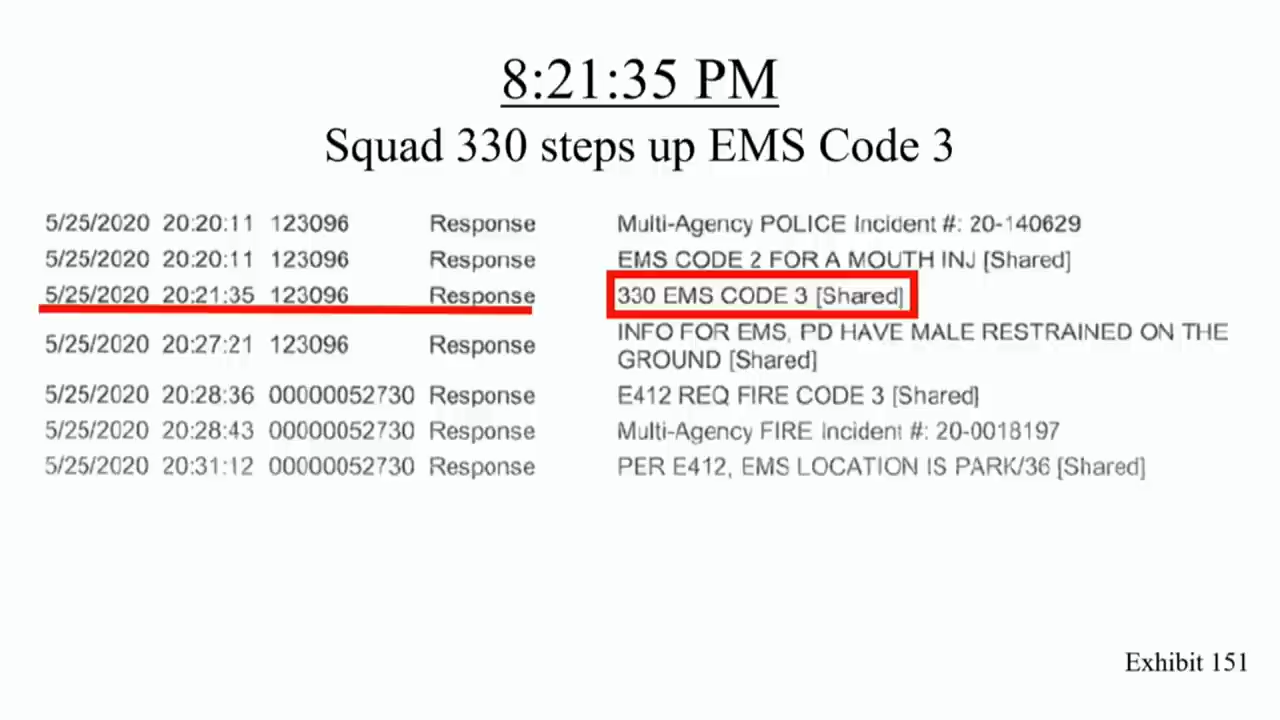 8:21:35 PM
Squad 330 steps up EMS Code 3
5/25/2020 20:20:11 123096 Response Multi-Agency POLICE Incident #: 20-140629
5/25/2020 20:20:11 123096 Response EMS CODE 2 FOR A MOUTH INJ [Shared]
5/25/2020 20:21:35 123096 Response 330 EMS CODE 3 [Shared]
5/25/2020 20:27:21 123096 Response INFO FOR EMS, PD HAVE MALE RESTRAINED ON THE
GROUND [Shared]
5/25/2020 20:28:36 00000052730 Response E412 REQ FIRE CODE 3 [Shared]
5/25/2020 20:28:43 00000052730 Response Multi-Agency FIRE Incident #: 20-0018197
5/25/2020 20:31:12 00000052730 Response PER E412, EMS LOCATION IS PARK/36 [Shared]
Exhibit 151